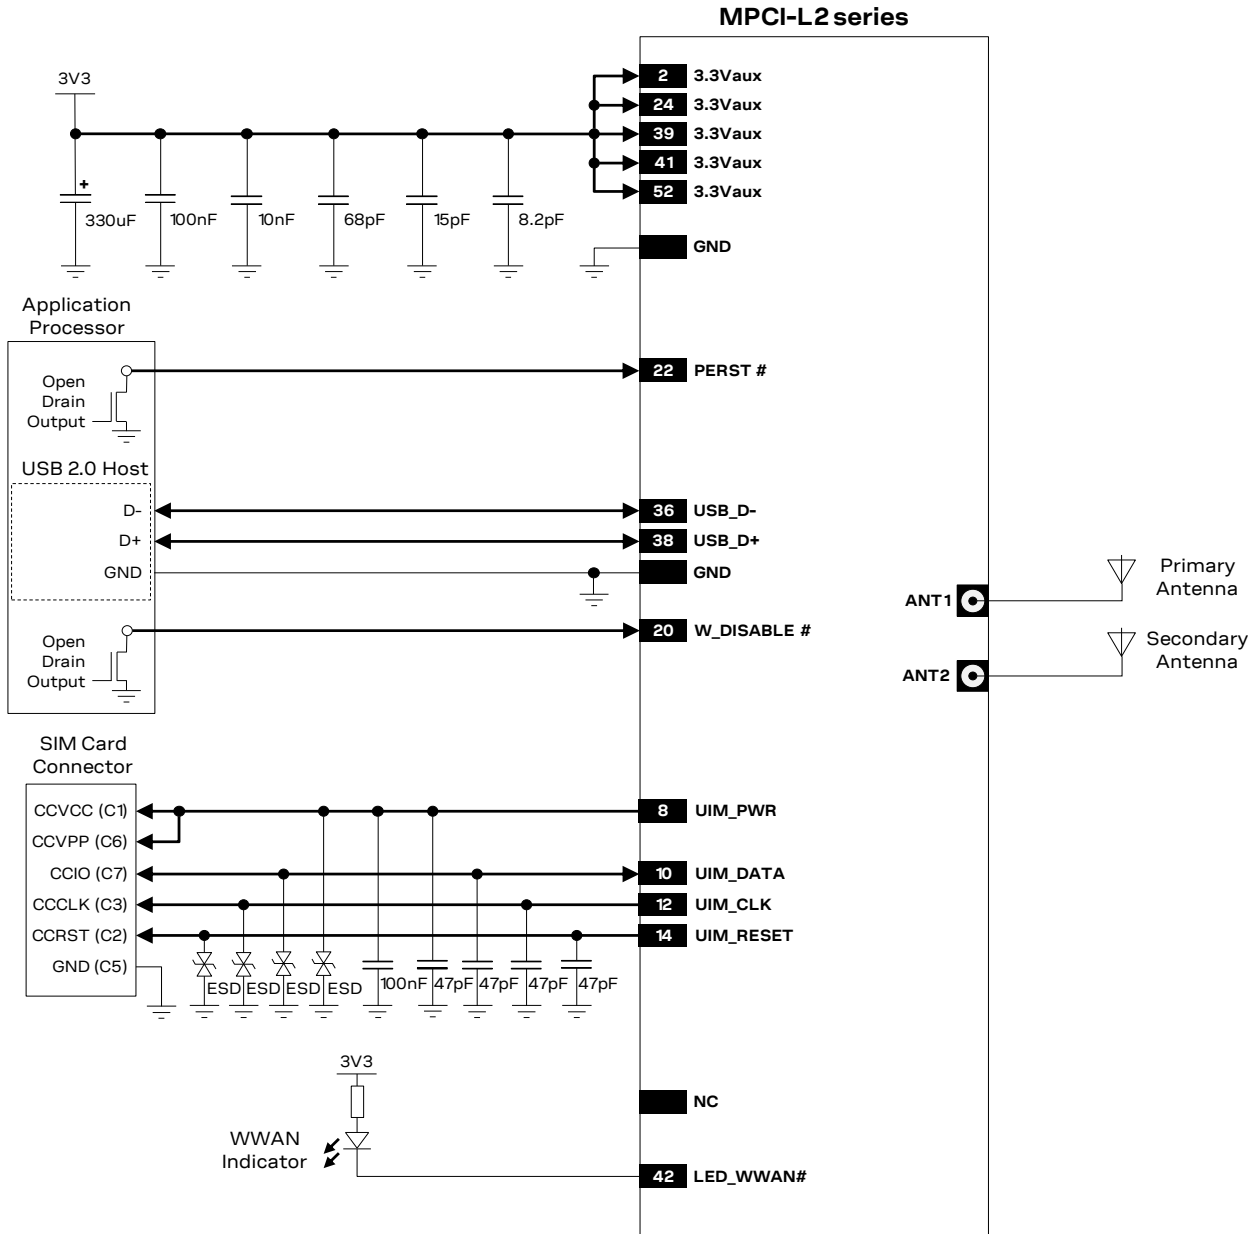 MPCI-L2 series
3V3
2 3.3Vaux
24 3.3Vaux
39 3.3Vaux
41 3.3Vaux
52 3.3Vaux
+
330uF 100nF 10nF 68pF 15pF 8.2pF
GND
Application
Processor
Open
Drain
Output
22 PERST #
USB 2.0 Host
D-
36 USB_D-
D+
38 USB_D+
GND
GND
Open
Drain
Output
20 W_DISABLE #
ANT1
Primary
Antenna
ANT2
Secondary
Antenna
SIM Card
Connector
CCVCC (C1)
8 UIM_PWR
CCVPP (C6)
CCIO (C7)
10 UIM_DATA
CCCLK (C3)
12 UIM_CLK
CCRST (C2)
14 UIM_RESET
GND (C5)
ESD ESD ESD ESD 100nF 47pF 47pF 47pF 47pF
3V3
NC
WWAN
Indicator
42 LED_WWAN#